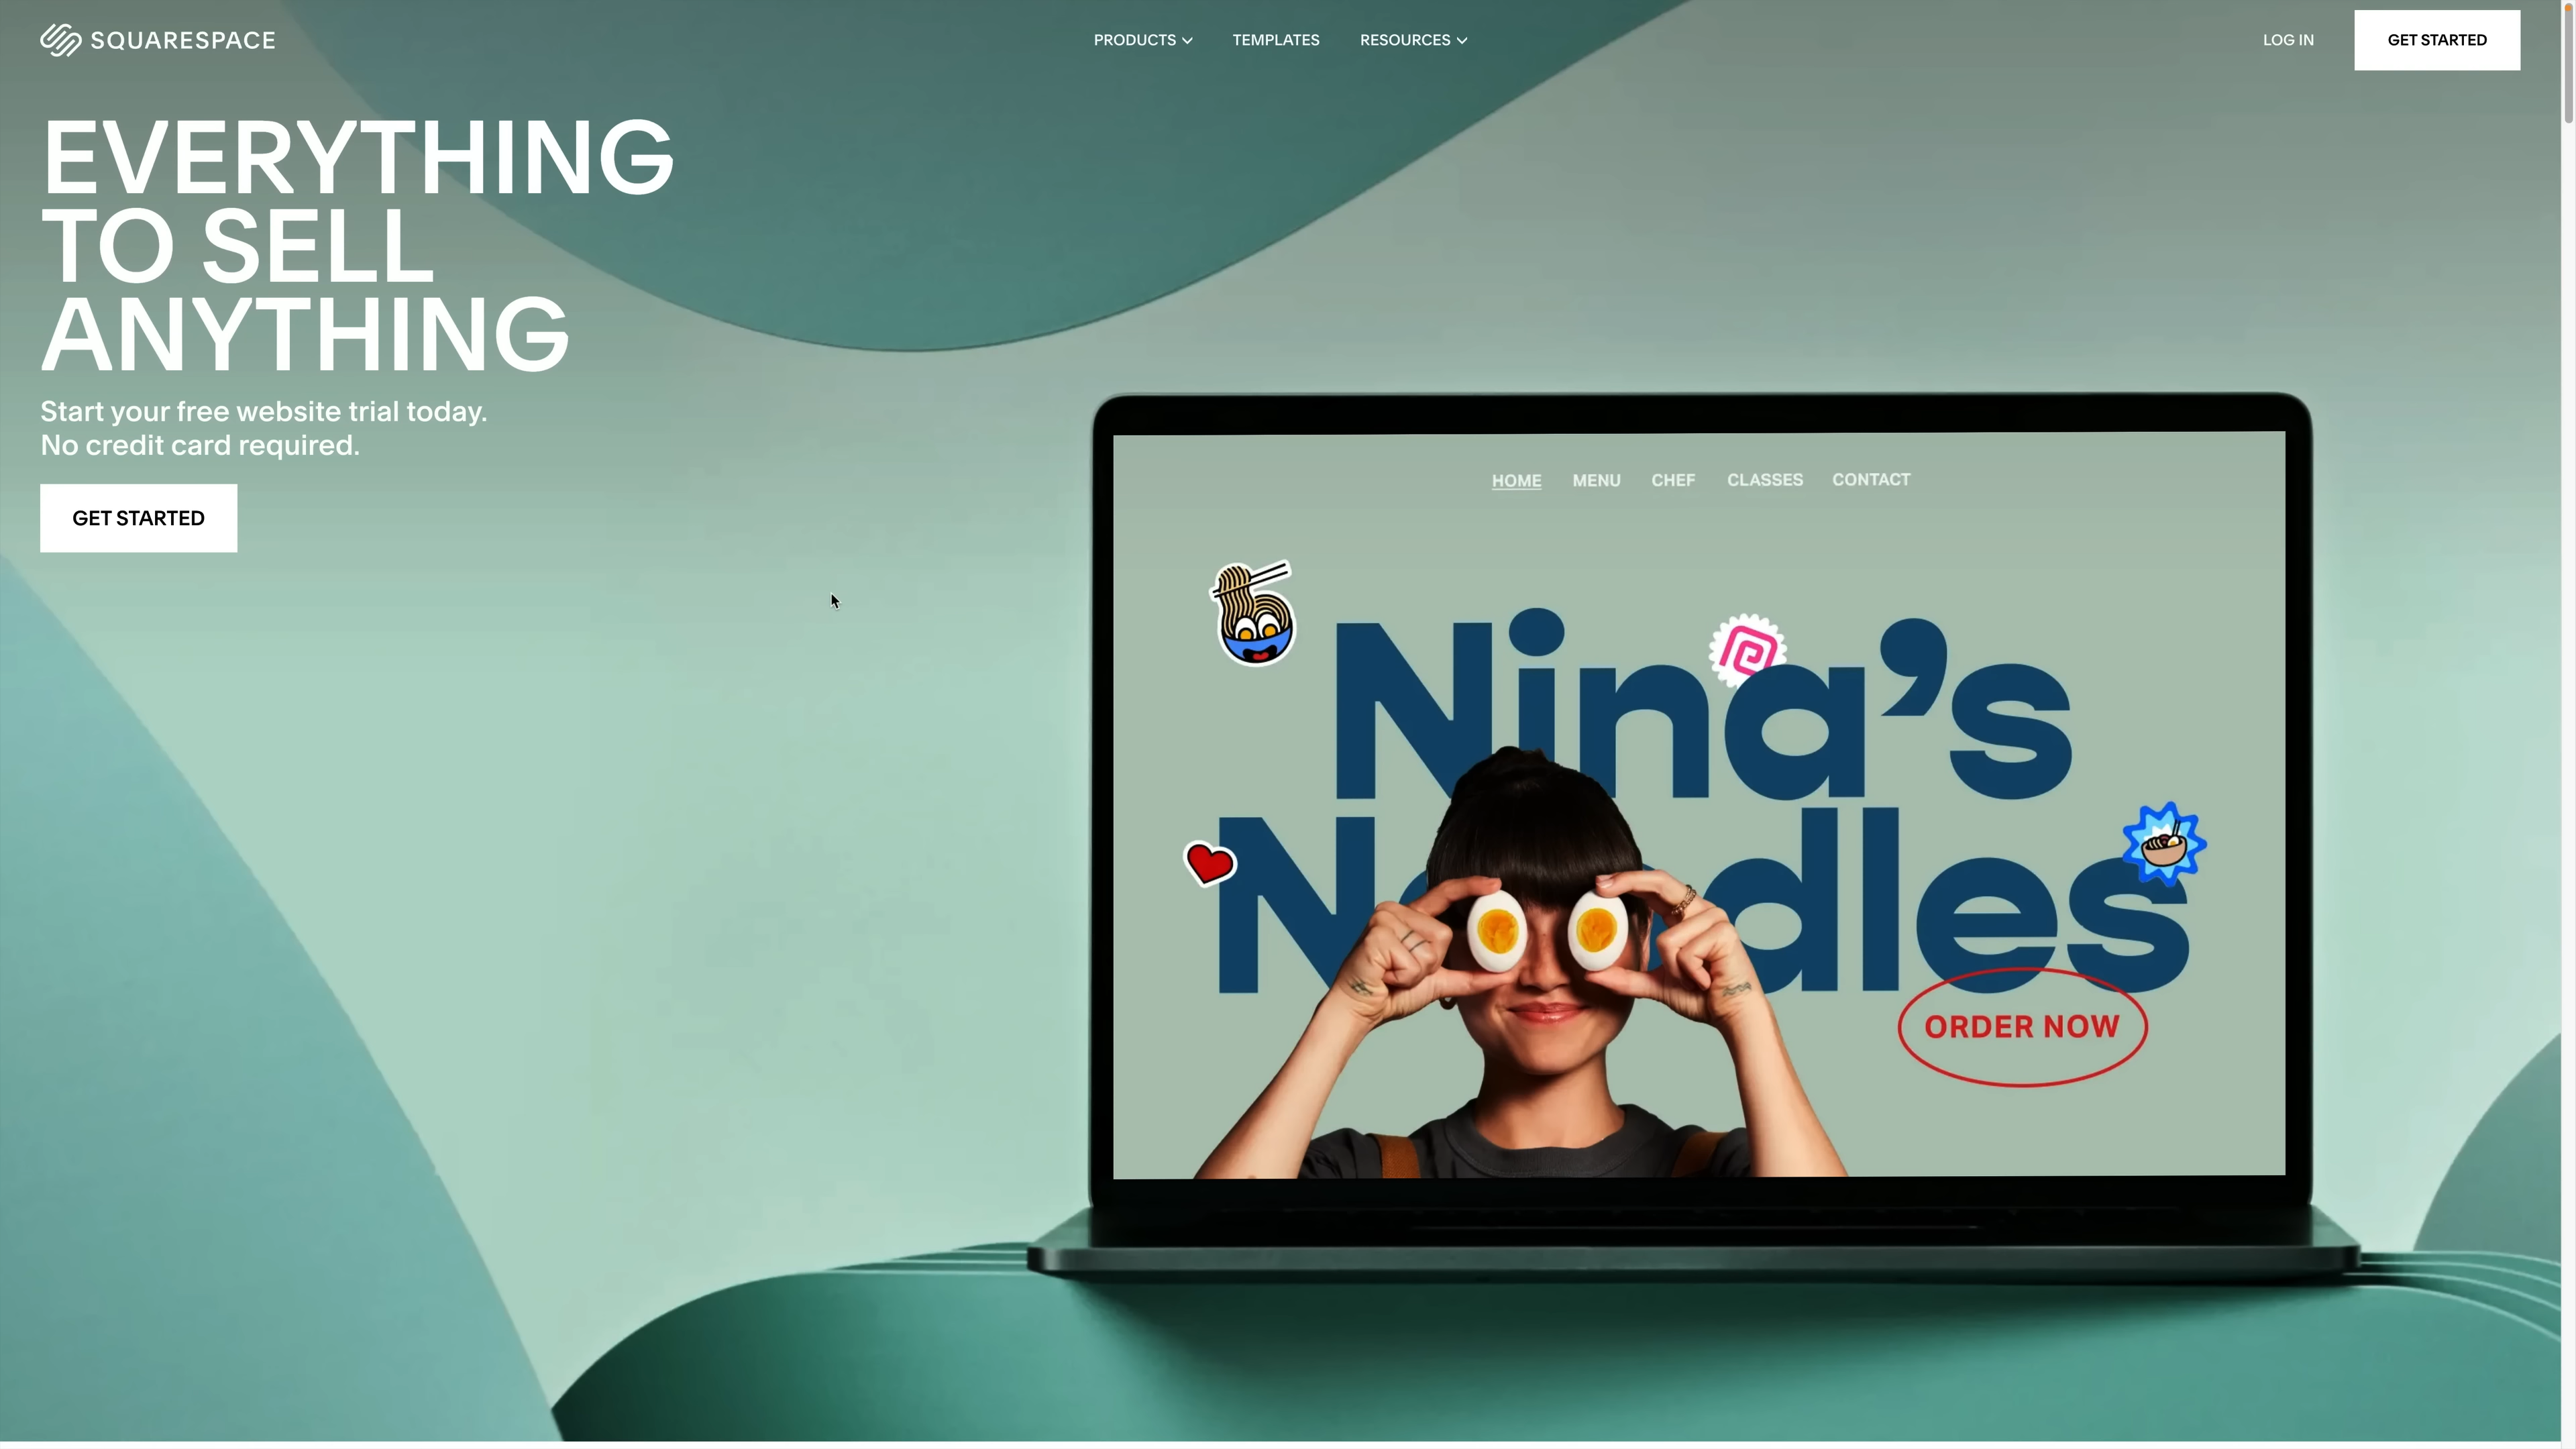 SQUARESPACE
PRODUCTS
TEMPLATES
RESOURCES
LOG IN
GET STARTED
EVERYTHING
TO SELL
ANYTHING
Start your free website trial today.
No credit card required.
GET STARTED
HOME MENU CHEF CLASSES CONTACT
Nina’s
Noodles
ORDER NOW